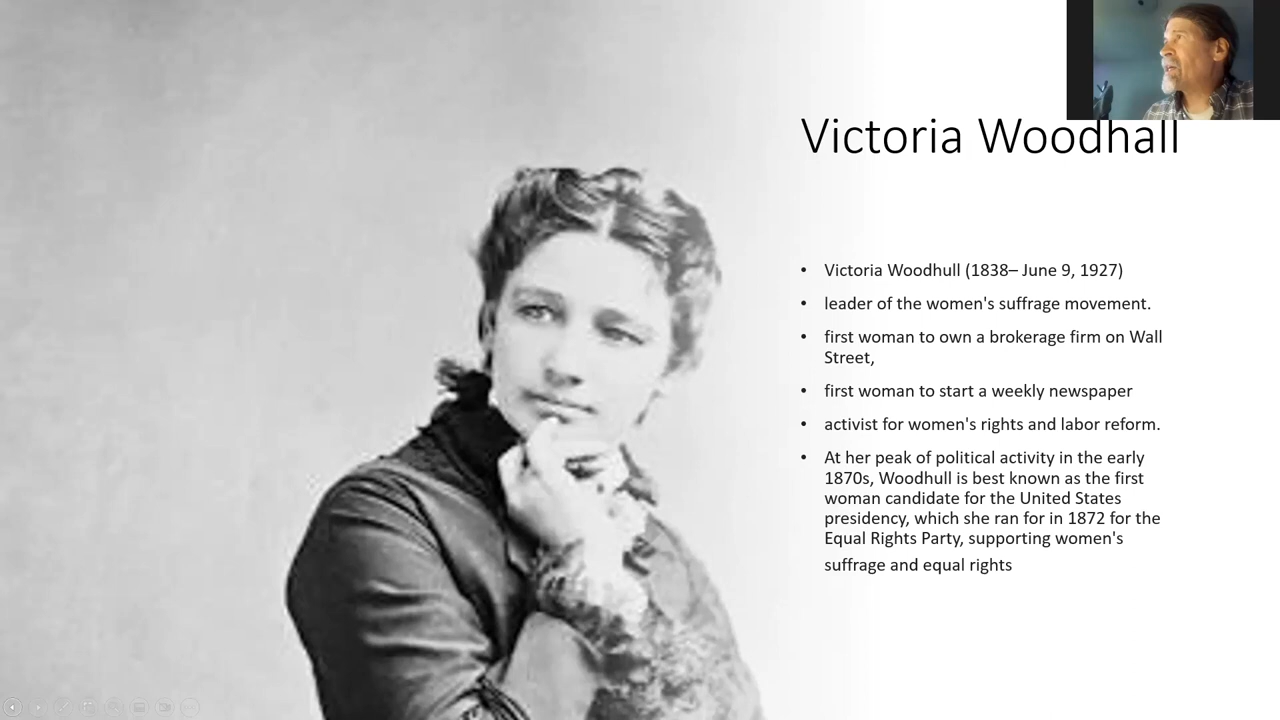 Victoria Woodhall
• Victoria Woodhull (1838– June 9, 1927)
• leader of the women's suffrage movement.
• first woman to own a brokerage firm on Wall
Street,
• first woman to start a weekly newspaper
• activist for women's rights and labor reform.
• At her peak of political activity in the early
1870s, Woodhull is best known as the first
woman candidate for the United States
presidency, which she ran for in 1872 for the
Equal Rights Party, supporting women's
suffrage and equal rights